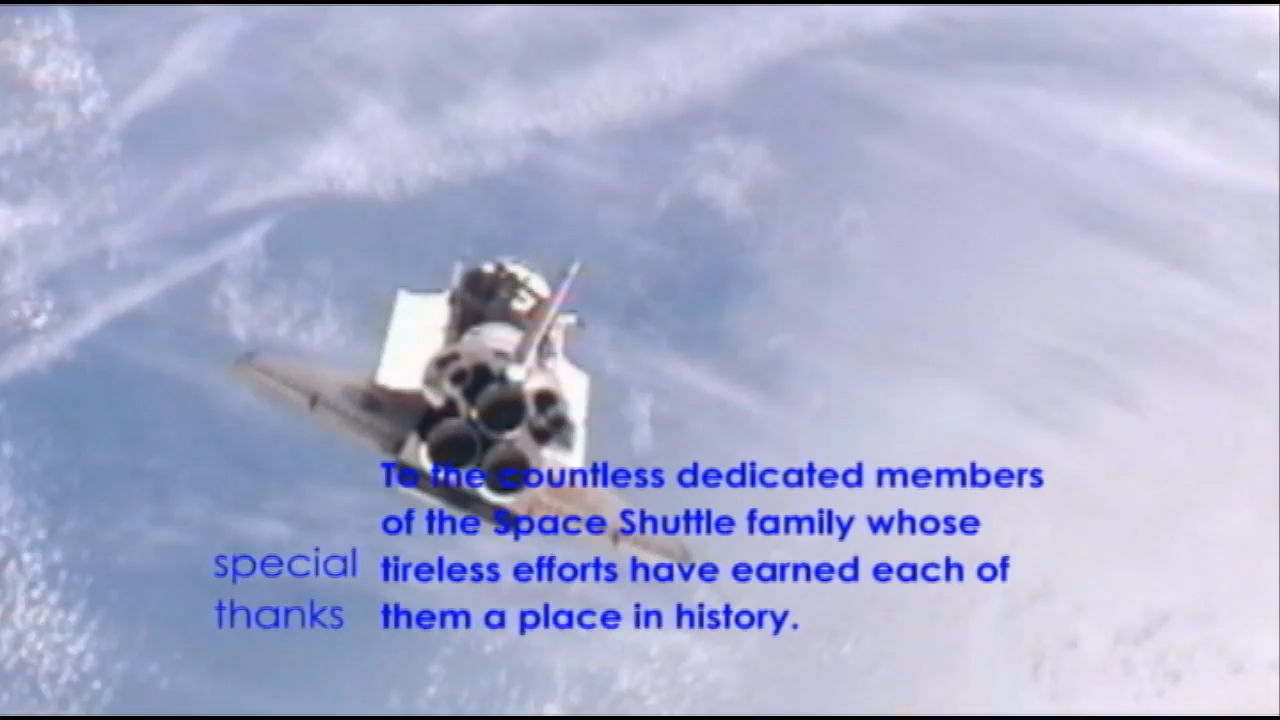 To the countless dedicated members
of the Space Shuttle family whose
special
tireless efforts have earned each of
thanks
them a place in history.